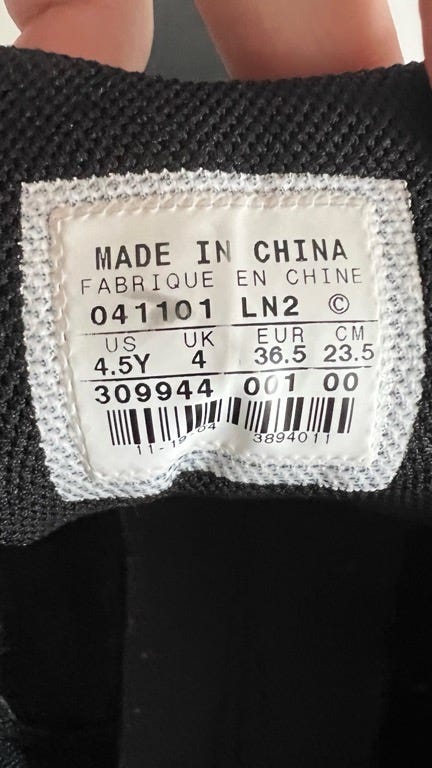 MADE IN CHINA
FABRIQUE EN CHINE
041101 LN2 ©
US UK EUR CM
4.5Y 4 36.5 23.5
309944 001 00
11-19-04 3894011